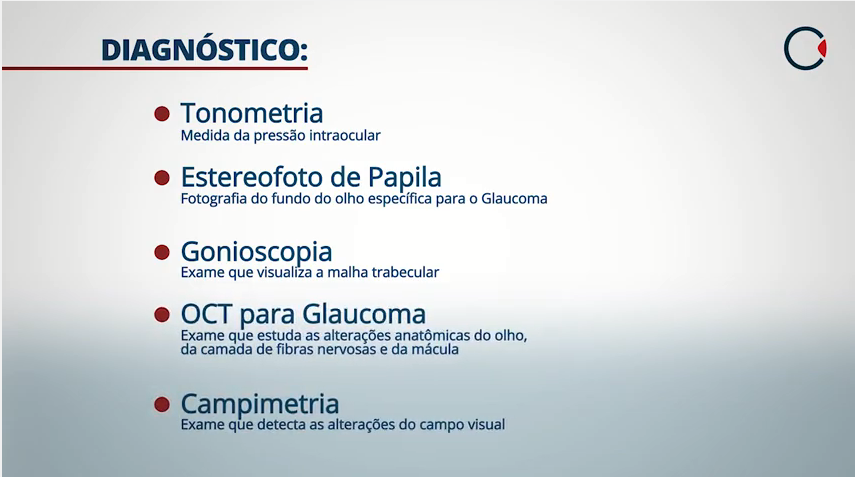 DIAGNÓSTICO:
Tonometria
Medida da pressão intraocular
Estereofoto de Papila
Fotografia do fundo do olho específica para o Glaucoma
Gonioscopia
Exame que visualiza a malha trabecular
OCT para Glaucoma
Exame que estuda as alterações anatômicas do olho,
da camada de fibras nervosas e da mácula
Campimetria
Exame que detecta as alterações do campo visual